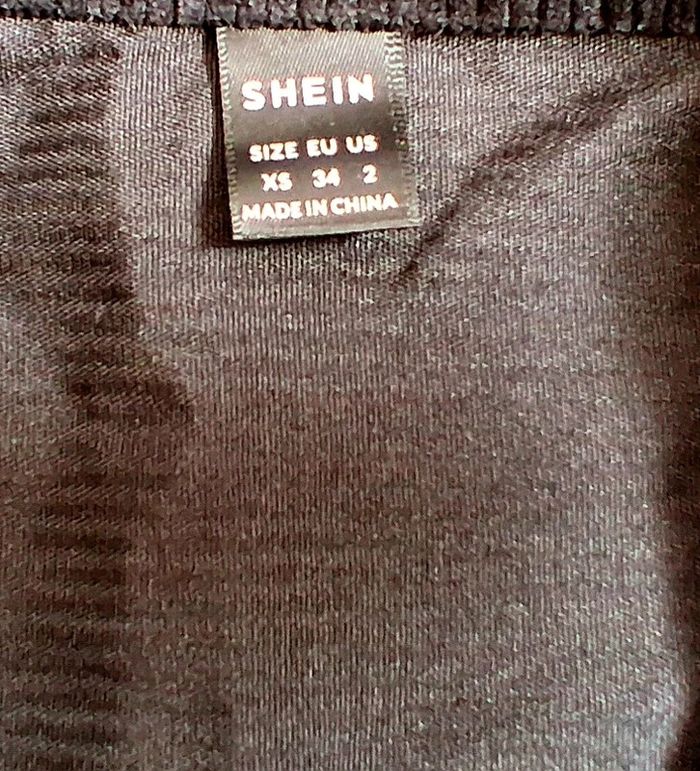 SHEIN
SIZE EU US
XS 34 2
MADE IN CHINA